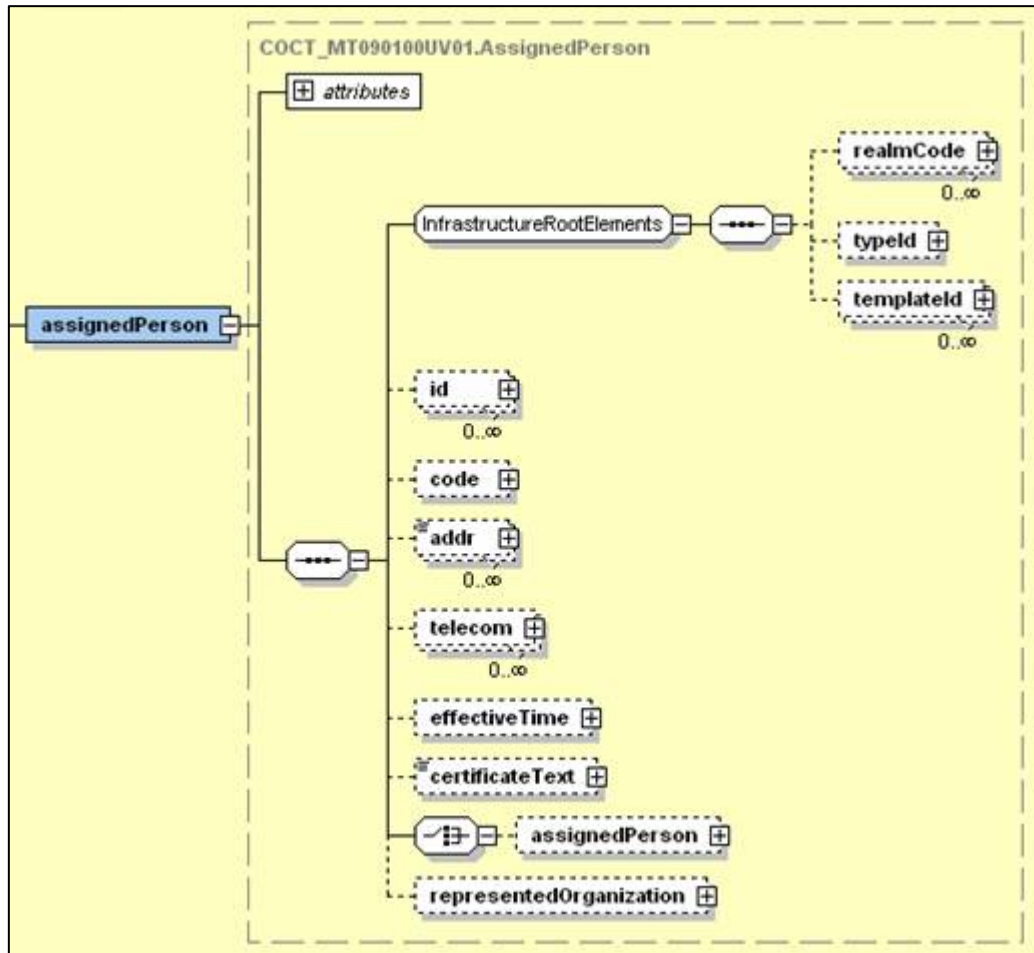 COCT_MT090100UV01.AssignedPerson
attributes
realmCode
0..∞
InfrastructureRootElements
typeId
templateId
0..∞
assignedPerson
id
0..∞
code
addr
0..∞
telecom
0..∞
effectiveTime
certificateText
assignedPerson
representedOrganization